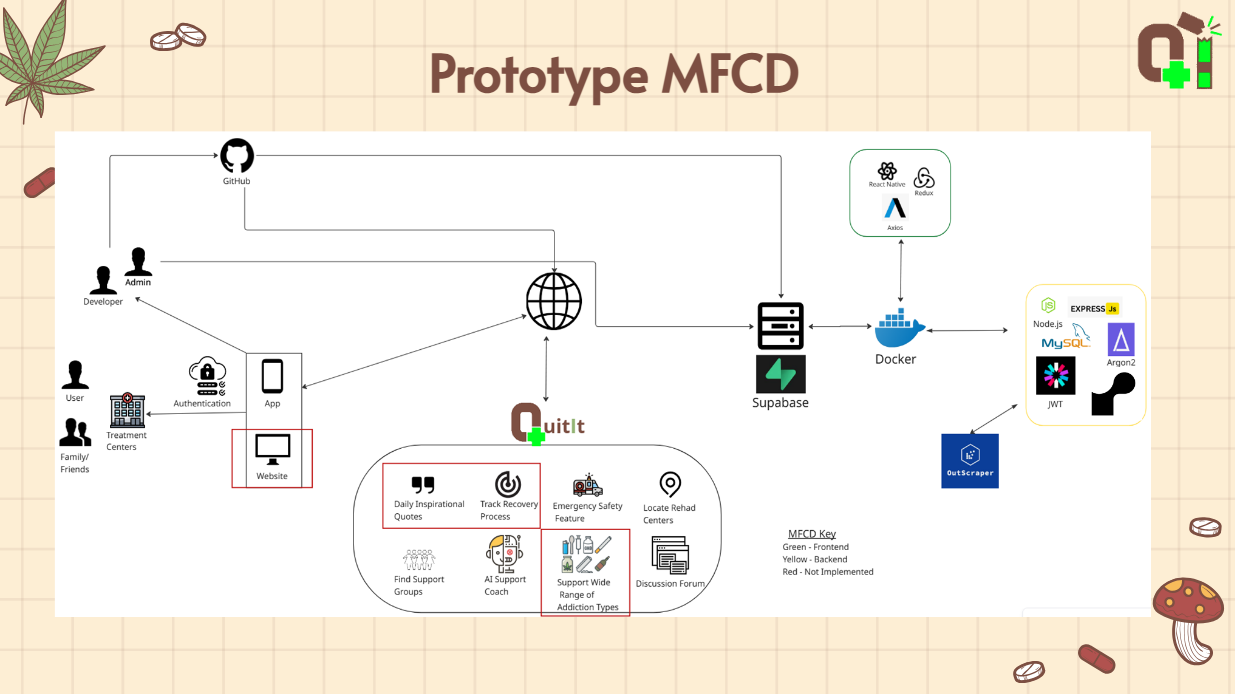 Prototype MFCD
GitHub
React Native
Redux
Axios
Admin
Developer
Node.js
EXPRESS Js
MySQL
Argon2
JWT
Docker
Supabase
User
Authentication
App
Treatment
Centers
Family/
Friends
Website
QuitIt
OutScraper
Daily Inspirational
Quotes
Track Recovery
Process
Emergency Safety
Feature
Locate Rehad
Centers
Find Support
Groups
AI Support
Coach
Support Wide
Range of
Addiction Types
Discussion Forum
MFCD Key
Green - Frontend
Yellow - Backend
Red - Not Implemented